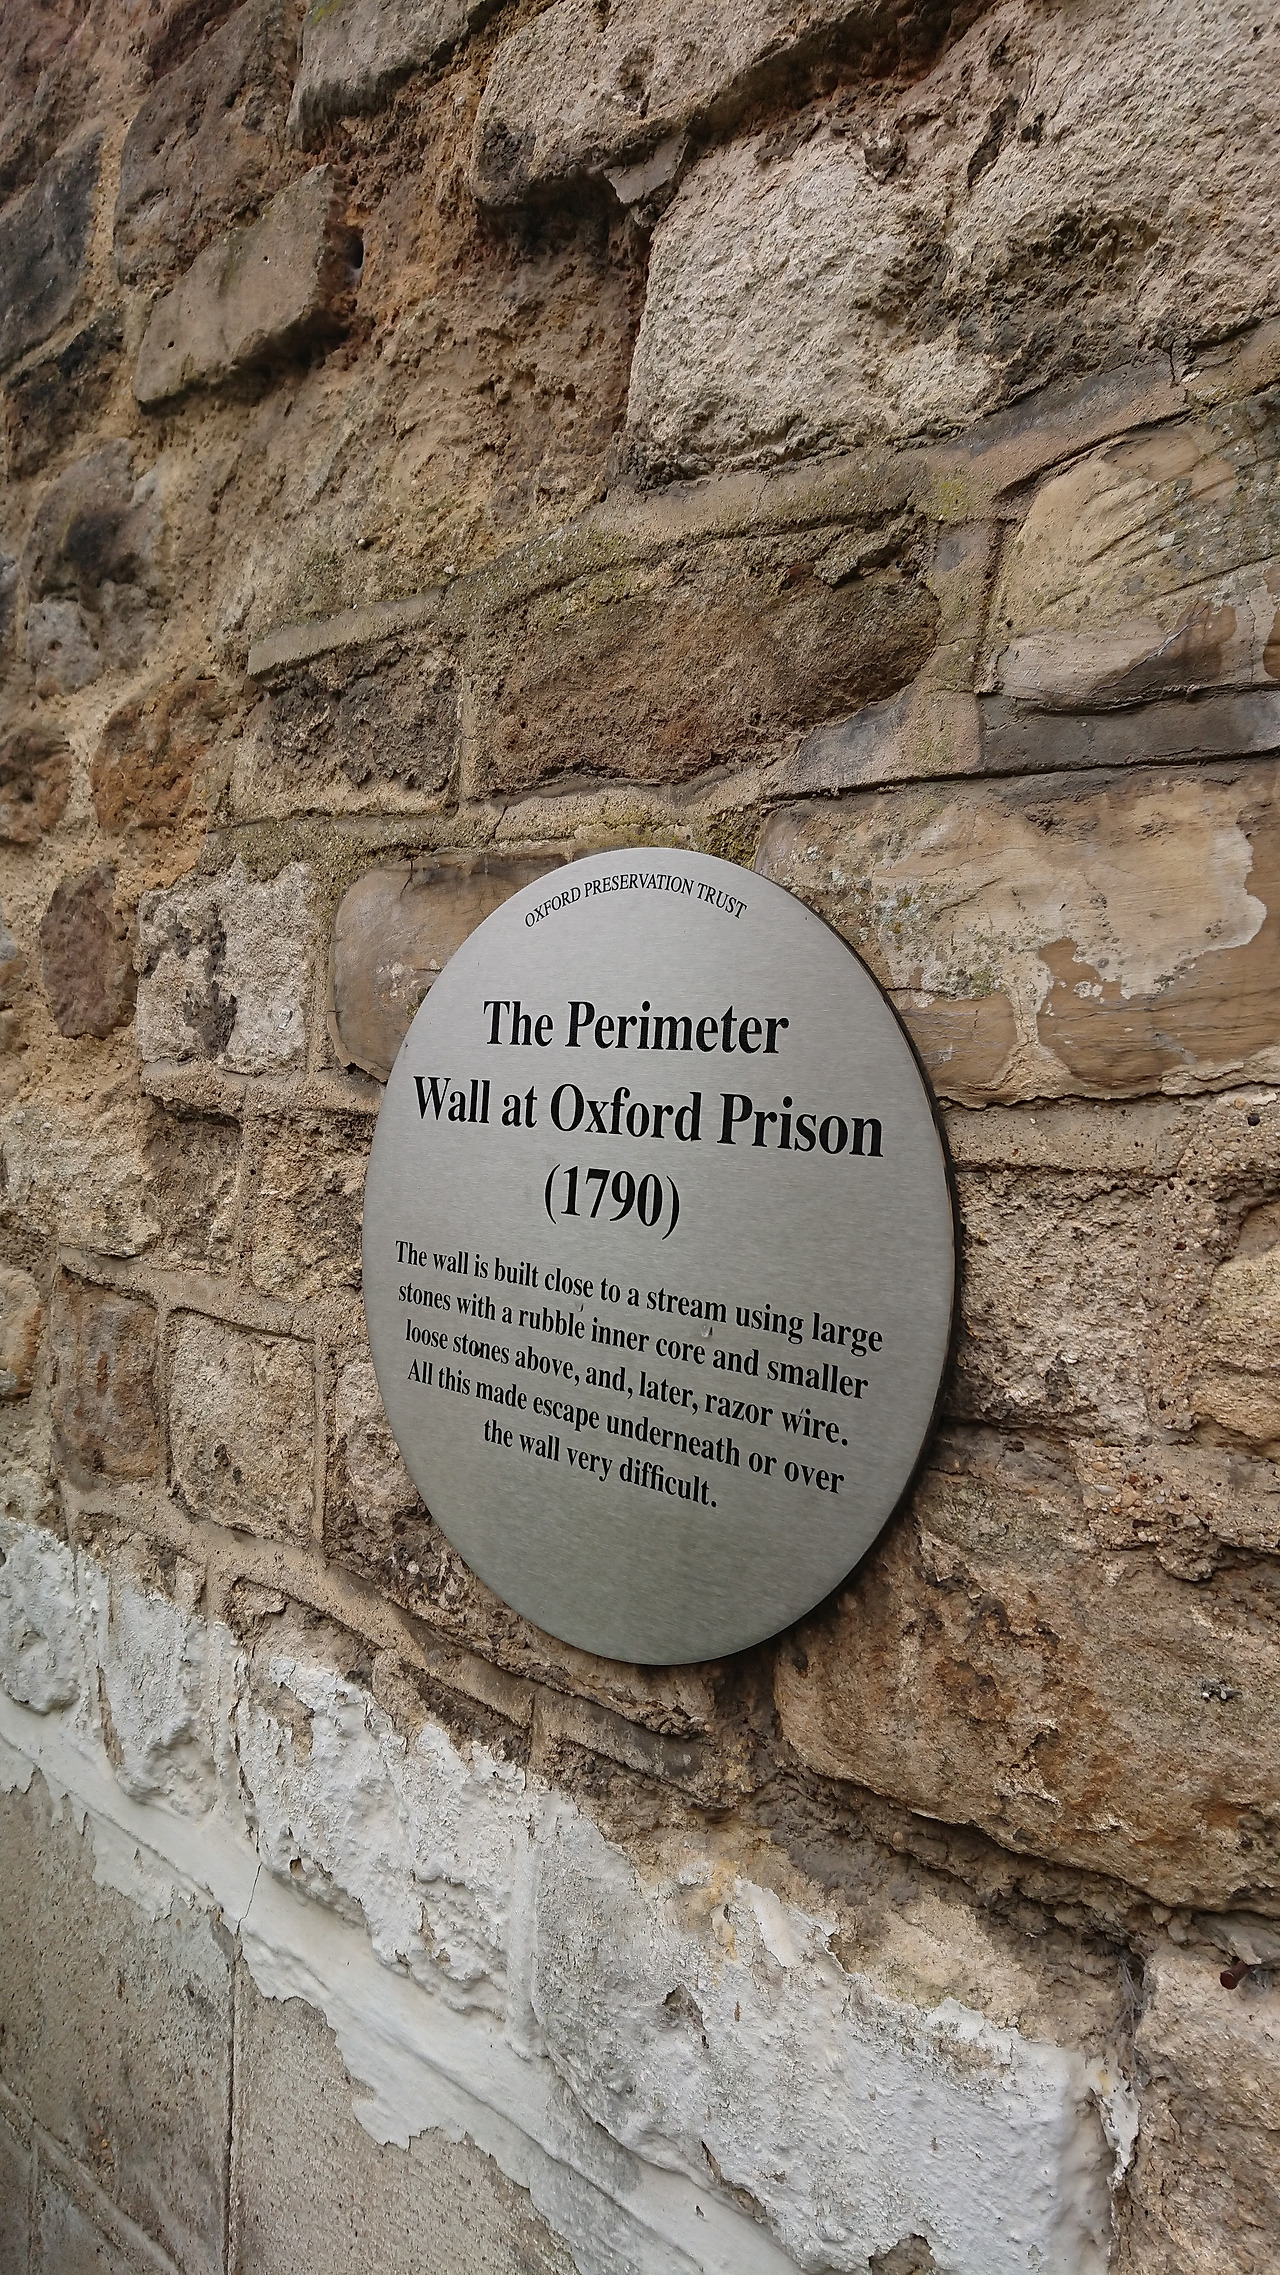 OXFORD PRESERVATION TRUST
The Perimeter
Wall at Oxford Prison
(1790)
The wall is built close to a stream using large
stones with a rubble inner core and smaller
loose stones above, and, later, razor wire.
All this made escape underneath or over
the wall very difficult.